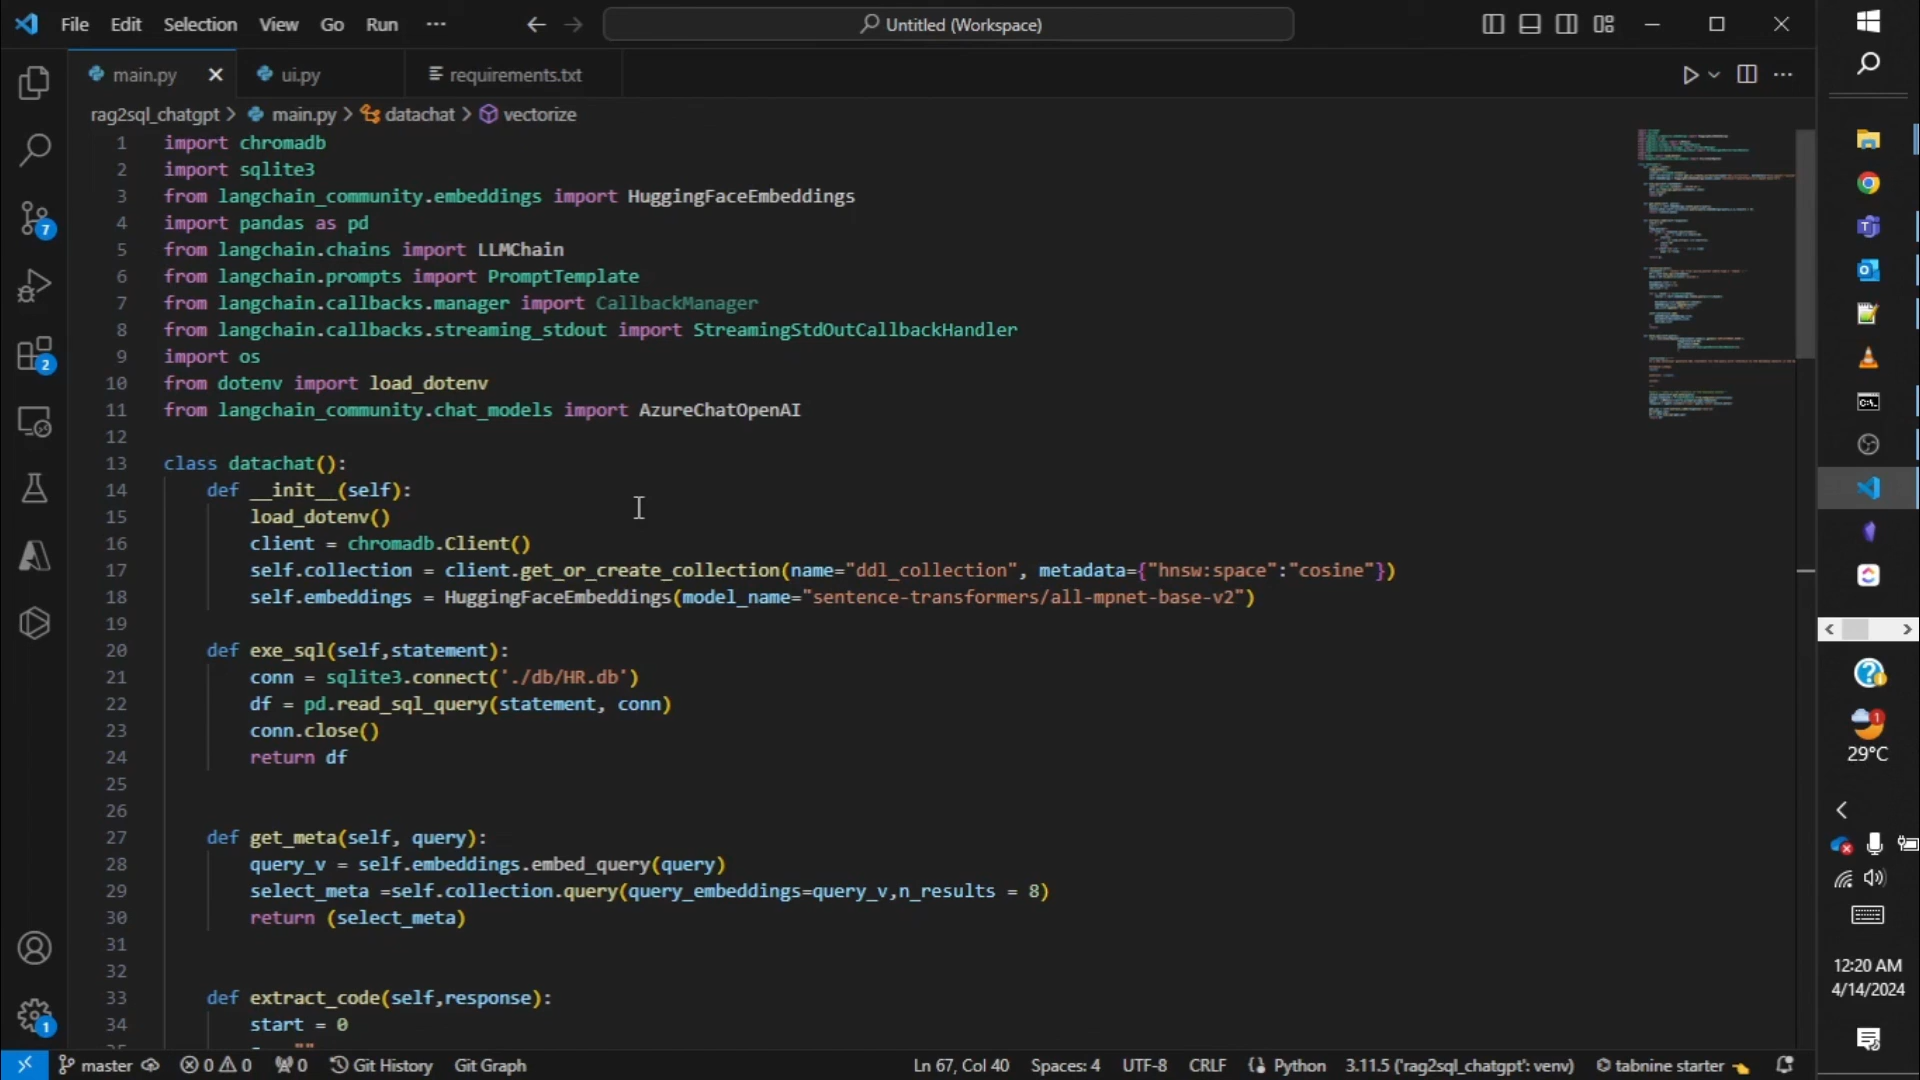 File Edit Selection View Go Run ··· Untitled (Workspace)
main.py ui.py requirements.txt
rag2sql_chatgpt > main.py > datachat > vectorize
1 import chromadb
2 import sqlite3
3 from langchain_community.embeddings import HuggingFaceEmbeddings
4 import pandas as pd
5 from langchain.chains import LLMChain
6 from langchain.prompts import PromptTemplate
7 from langchain.callbacks.manager import CallbackManager
8 from langchain.callbacks.streaming_stdout import StreamingStdOutCallbackHandler
9 import os
10 from dotenv import load_dotenv
11 from langchain_community.chat_models import AzureChatOpenAI
12
13 class datachat():
14 def __init__(self):
15 load_dotenv()
16 client = chromadb.Client()
17 self.collection = client.get_or_create_collection(name="ddl_collection", metadata={"hnsw:space":"cosine"})
18 self.embeddings = HuggingFaceEmbeddings(model_name="sentence-transformers/all-mpnet-base-v2")
19
20 def exe_sql(self,statement):
21 conn = sqlite3.connect('./db/HR.db')
22 df = pd.read_sql_query(statement, conn)
23 conn.close()
24 return df
25
26
27 def get_meta(self, query):
28 query_v = self.embeddings.embed_query(query)
29 select_meta =self.collection.query(query_embeddings=query_v,n_results = 8)
30 return (select_meta)
31
32
33 def extract_code(self,response):
34 start = 0
7
2
1
master 0 0 0 Git History Git Graph Ln 67, Col 40 Spaces: 4 UTF-8 CRLF Python 3.11.5 ('rag2sql_chatgpt': venv) tabnine starter
1
29°C
12:20 AM
4/14/2024